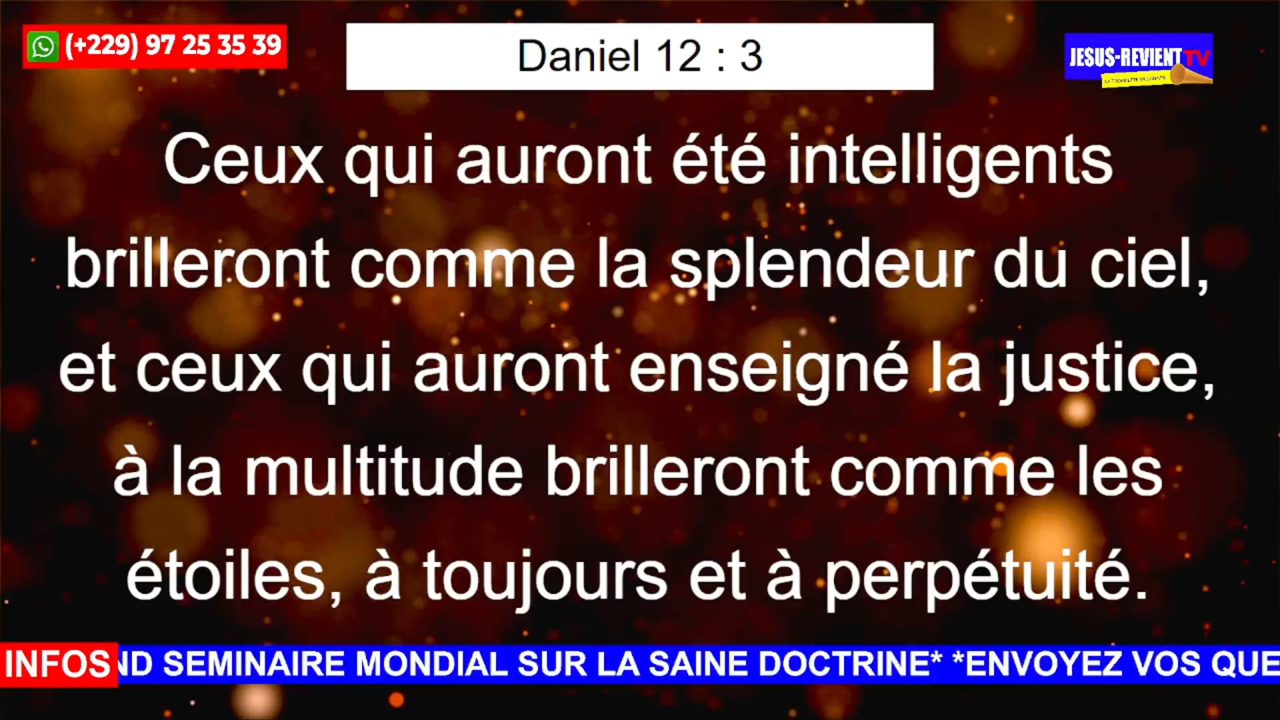 (+229) 97 25 35 39
Daniel 12 : 3
JESUS-REVIENT TV
Ceux qui auront été intelligents
brilleront comme la splendeur du ciel,
et ceux qui auront enseigné la justice,
à la multitude brilleront comme les
étoiles, à toujours et à perpétuité.
INFOS ND SEMINAIRE MONDIAL SUR LA SAINE DOCTRINE* *ENVOYEZ VOS QUE